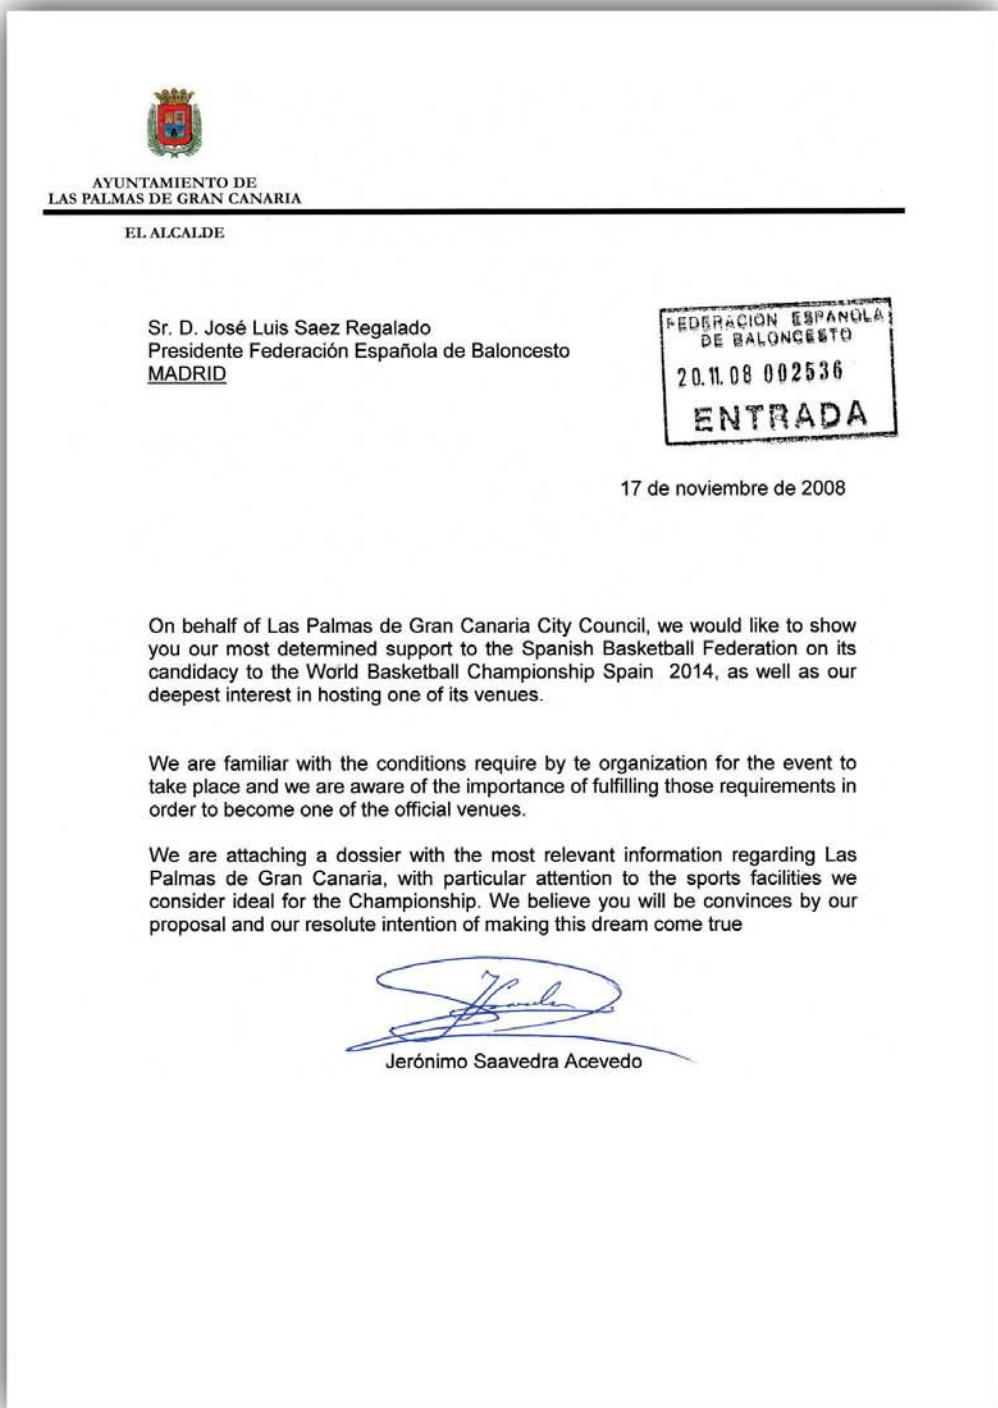 AYUNTAMIENTO DE
LAS PALMAS DE GRAN CANARIA
EL ALCALDE
Sr. D. José Luis Saez Regalado
Presidente Federación Española de Baloncesto
MADRID
FEDERACION ESPAÑOLA
DE BALONCESTO
20.11.08 002536
ENTRADA
17 de noviembre de 2008
On behalf of Las Palmas de Gran Canaria City Council, we would like to show
you our most determined support to the Spanish Basketball Federation on its
candidacy to the World Basketball Championship Spain 2014, as well as our
deepest interest in hosting one of its venues.
We are familiar with the conditions require by te organization for the event to
take place and we are aware of the importance of fulfilling those requirements in
order to become one of the official venues.
We are attaching a dossier with the most relevant information regarding Las
Palmas de Gran Canaria, with particular attention to the sports facilities we
consider ideal for the Championship. We believe you will be convinces by our
proposal and our resolute intention of making this dream come true
Jerónimo Saavedra Acevedo